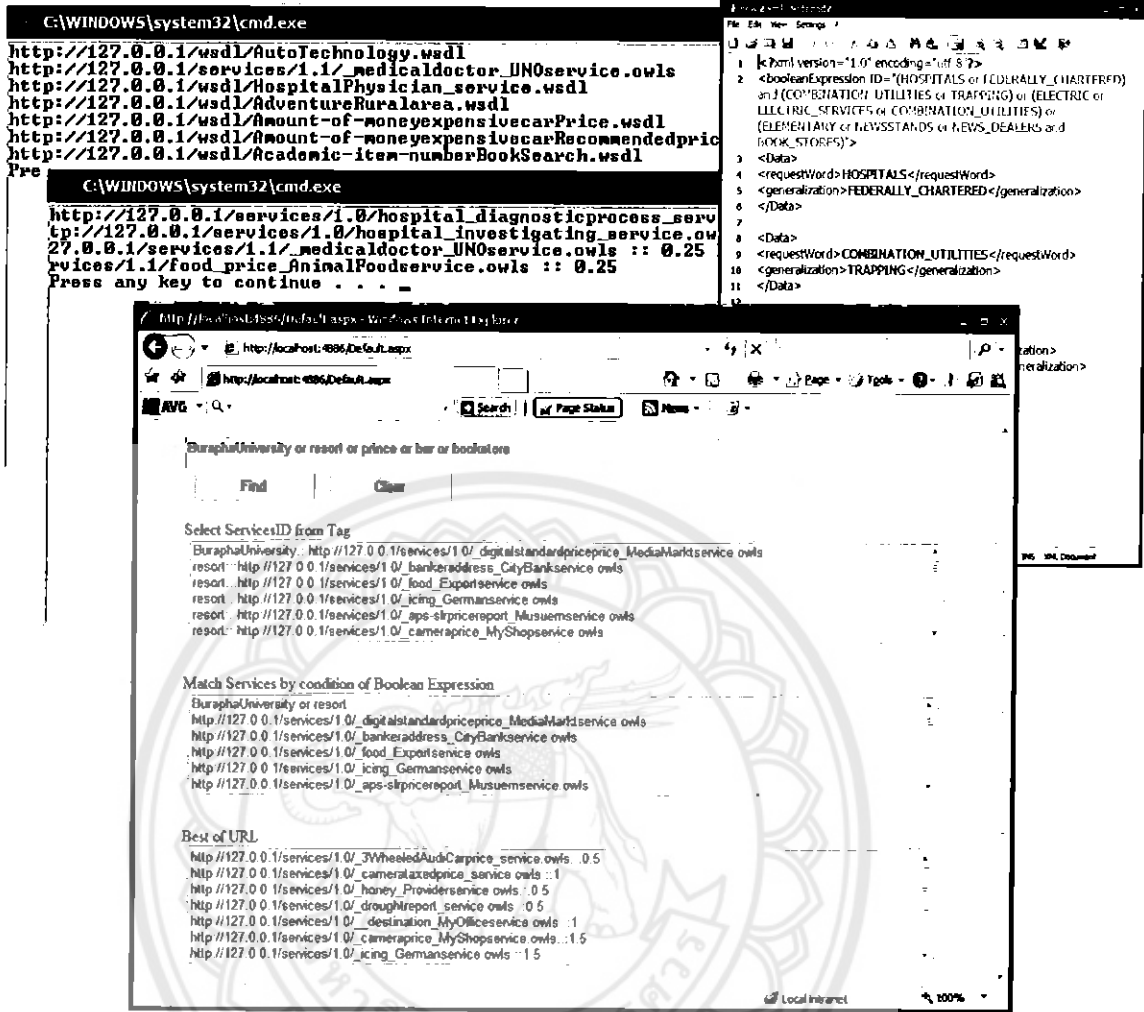 C:\WINDOWS\system32\cmd.exe
http://127.0.0.1/wsdl/AutoTechnology.wsdl
http://127.0.0.1/services/1.1/_medicaldoctor_UNOservice.owls
http://127.0.0.1/wsdl/HospitalPhysician_service.wsdl
http://127.0.0.1/wsdl/AdventureRuralarea.wsdl
http://127.0.0.1/wsdl/Amount-of-moneyexpensivecarPrice.wsdl
http://127.0.0.1/wsdl/Amount-of-moneyexpensivecarRecommendedpric
http://127.0.0.1/wsdl/Academic-item-numberBookSearch.wsdl
Pre
C:\WINDOWS\system32\cmd.exe
http://127.0.0.1/services/1.0/hospital_diagnosticprocess_serv
tp://127.0.0.1/services/1.0/hospital_investigating_service.ow
27.0.0.1/services/1.1/_medicaldoctor_UNOservice.owls :: 0.25
rvices/1.1/food_price_AnimalFoodservice.owls :: 0.25
Press any key to continue . . . _
File Edit View Settings ?
1 <?xml version="1.0" encoding="utf-8"?>
2 <booleanExpression ID="(HOSPITALS or FEDERALLY_CHARTERED)
and (COMBINATION_UTILITIES or TRAPPING) or (ELECTRIC or
ELECTRIC_SERVICES or COMBINATION_UTILITIES) or
(ELEMENTARY or NEWSSTANDS or NEWS_DEALERS and
BOOK_STORES)">
3 <Data>
4 <requestWord>HOSPITALS</requestWord>
5 <generalization>FEDERALLY_CHARTERED</generalization>
6 </Data>
7
8 <Data>
9 <requestWord>COMBINATION_UTILITIES</requestWord>
10 <generalization>TRAPPING</generalization>
11 </Data>
12
zation>
neralization>
INS XML Document
http://localhost:4886/Default.aspx - Windows Internet Explorer
http://localhost:4886/Default.aspx
http://localhost:4886/Default.aspx
Page Tools
AVG Search Page Status News
BuraphaUniversity or resort or prince or bar or bookstore
Find Clear
Select ServicesID from Tag
BuraphaUniversity:: http://127.0.0.1/services/1.0/_digitalstandardpriceprice_MediaMarktservice.owls
resort:: http://127.0.0.1/services/1.0/_bankeraddress_CityBankservice.owls
resort:: http://127.0.0.1/services/1.0/_food_Exportservice.owls
resort:: http://127.0.0.1/services/1.0/_icing_Germanservice.owls
resort:: http://127.0.0.1/services/1.0/_aps-slrpricereport_Musuemservice.owls
resort:: http://127.0.0.1/services/1.0/_cameraprice_MyShopservice.owls
Match Services by condition of Boolean Expression
BuraphaUniversity or resort
http://127.0.0.1/services/1.0/_digitalstandardpriceprice_MediaMarktservice.owls
http://127.0.0.1/services/1.0/_bankeraddress_CityBankservice.owls
http://127.0.0.1/services/1.0/_food_Exportservice.owls
http://127.0.0.1/services/1.0/_icing_Germanservice.owls
http://127.0.0.1/services/1.0/_aps-slrpricereport_Musuemservice.owls
Best of URL
http://127.0.0.1/services/1.0/_3WheeledAudiCarprice_service.owls::0.5
http://127.0.0.1/services/1.0/_camerataxedprice_service.owls::1
http://127.0.0.1/services/1.0/_honey_Providerservice.owls::0.5
http://127.0.0.1/services/1.0/_droughtreport_service.owls::0.5
http://127.0.0.1/services/1.0/__destination_MyOfficeservice.owls::1
http://127.0.0.1/services/1.0/_cameraprice_MyShopservice.owls::1.5
http://127.0.0.1/services/1.0/_icing_Germanservice.owls::1.5
Local intranet 100%